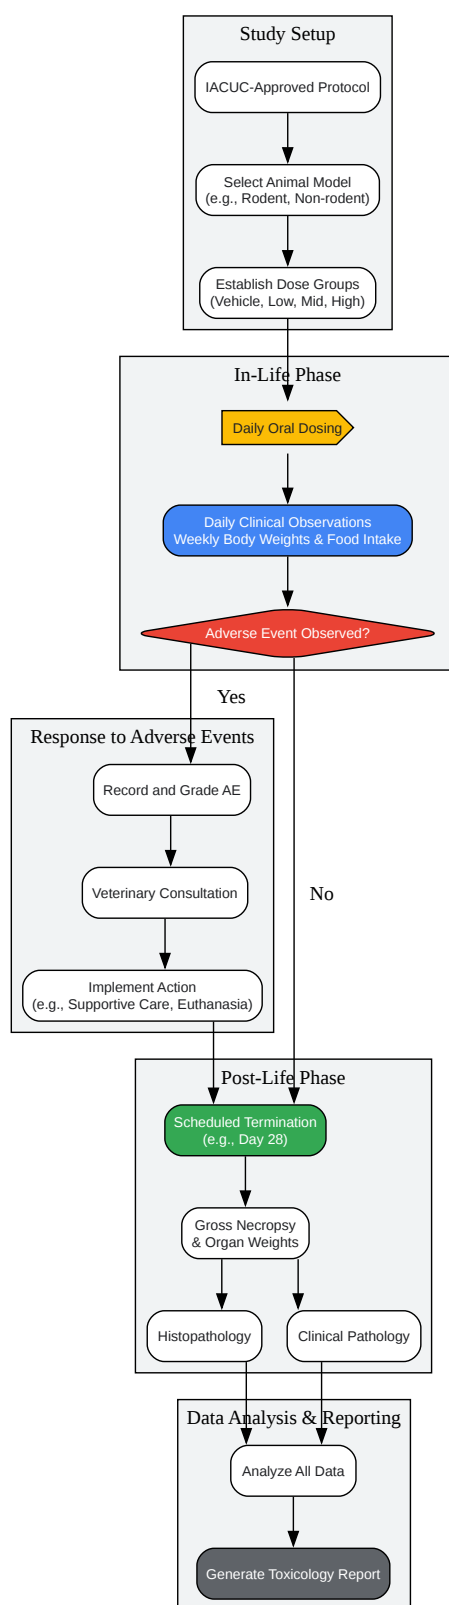 Study Setup
IACUC-Approved Protocol
Select Animal Model
(e.g., Rodent, Non-rodent)
Establish Dose Groups
(Vehicle, Low, Mid, High)
In-Life Phase
Daily Oral Dosing
Daily Clinical Observations
Weekly Body Weights & Food Intake
Adverse Event Observed?
Yes
Response to Adverse Events
Record and Grade AE
Veterinary Consultation
No
Implement Action
(e.g., Supportive Care, Euthanasia)
Post-Life Phase
Scheduled Termination
(e.g., Day 28)
Gross Necropsy
& Organ Weights
Histopathology
Clinical Pathology
Data Analysis & Reporting
Analyze All Data
Generate Toxicology Report